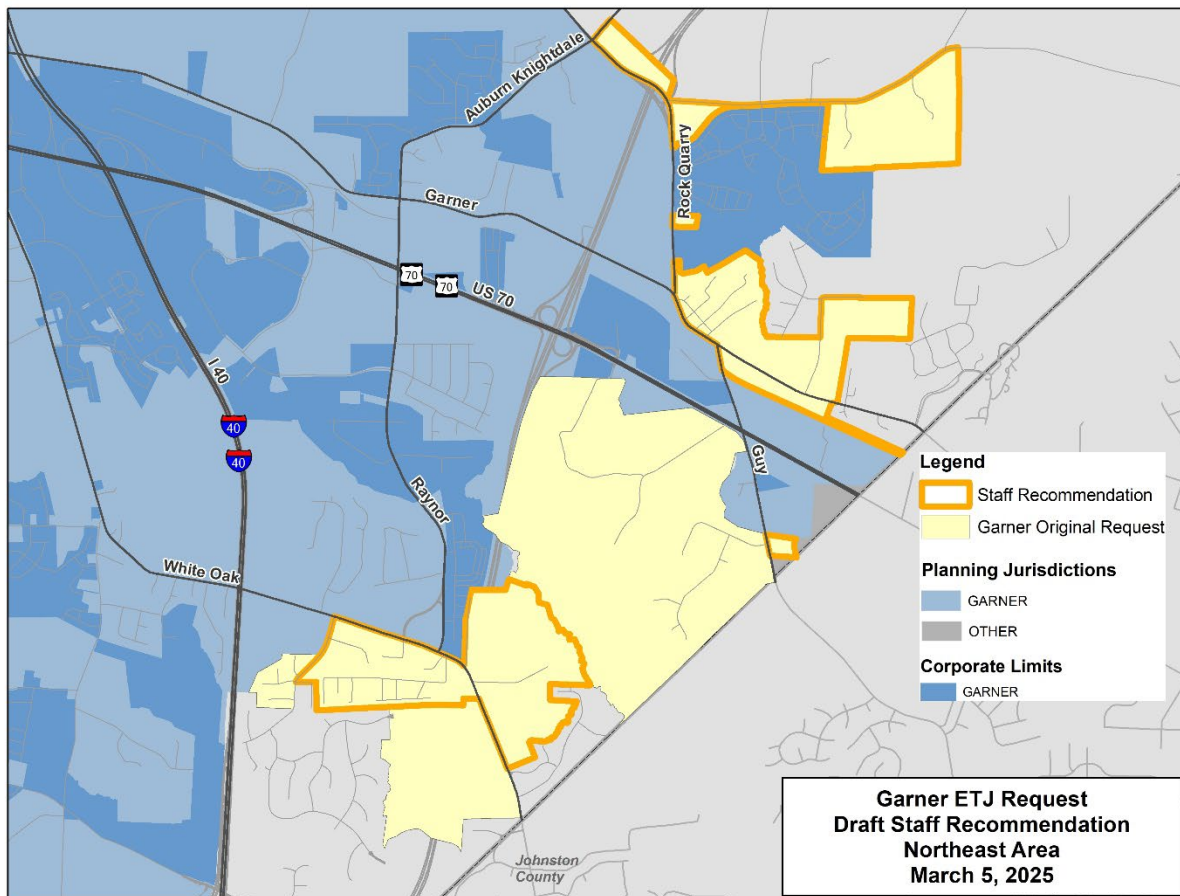 Auburn Knightdale
Rock Quarry
Garner
70
70
US 70
I 40
40
40
Guy
Raynor
White Oak
Legend
Staff Recommendation
Garner Original Request
Planning Jurisdictions
GARNER
OTHER
Corporate Limits
GARNER
Johnston
County
Garner ETJ Request
Draft Staff Recommendation
Northeast Area
March 5, 2025